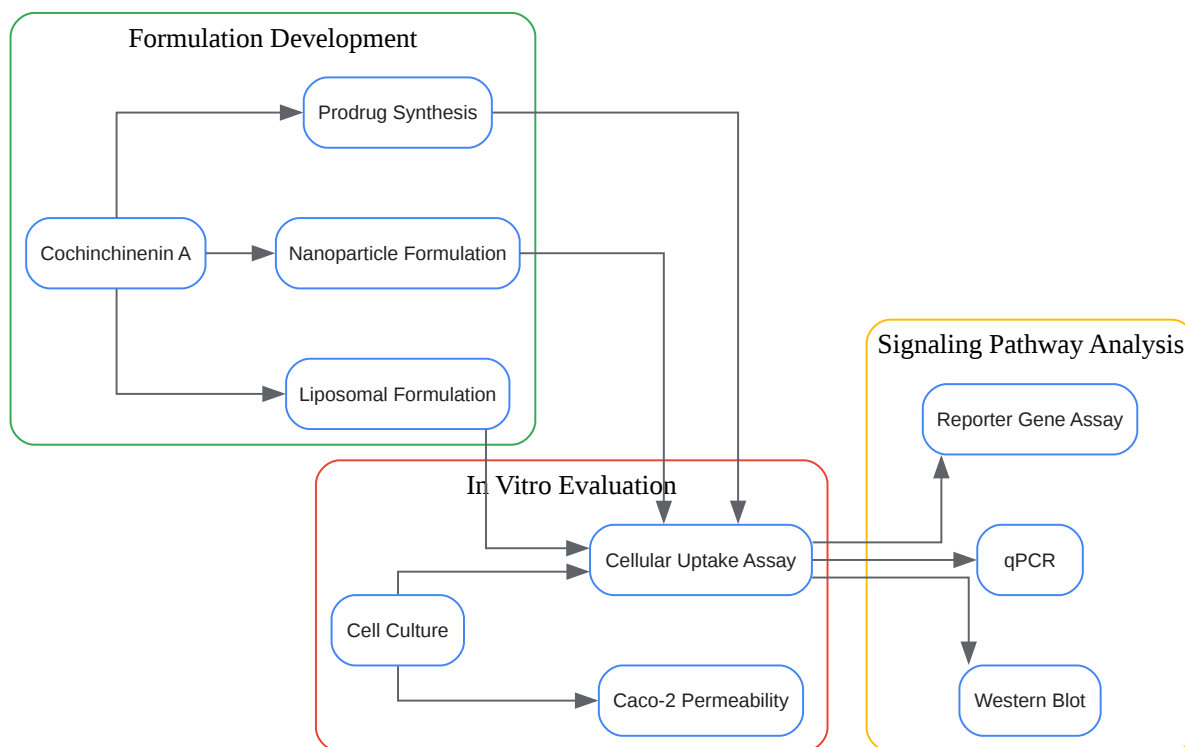 Formulation Development
Prodrug Synthesis
Cochinchinenin A
Nanoparticle Formulation
Liposomal Formulation
Signaling Pathway Analysis
Reporter Gene Assay
In Vitro Evaluation
Cellular Uptake Assay
qPCR
Cell Culture
Caco-2 Permeability
Western Blot